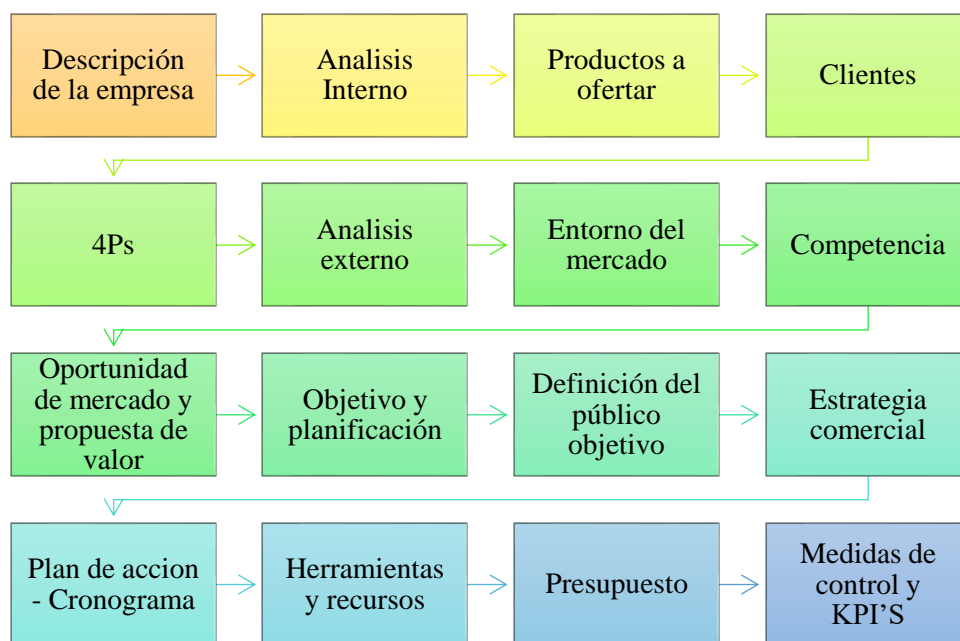 Descripción
de la empresa
Analisis
Interno
Productos a
ofertar
Clientes
4Ps
Analisis
externo
Entorno del
mercado
Competencia
Oportunidad
de mercado y
propuesta de
valor
Objetivo y
planificación
Definición del
público
objetivo
Estrategia
comercial
Plan de accion
- Cronograma
Herramientas
y recursos
Presupuesto
Medidas de
control y
KPI’S